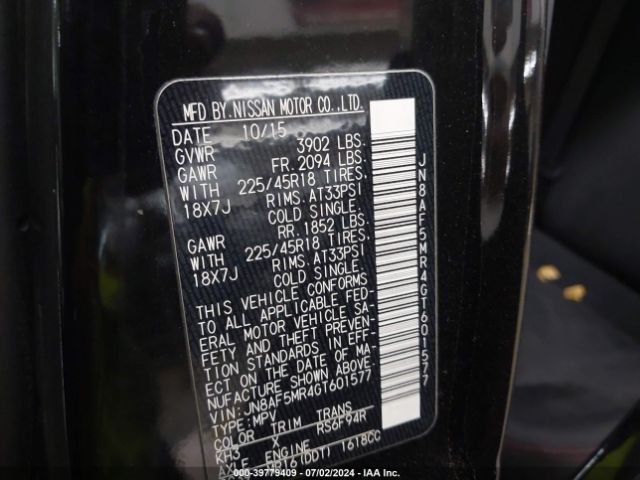 MFD BY NISSAN MOTOR CO.,LTD.
DATE 10/15
GVWR 3902 LBS.
GAWR FR. 2094 LBS.
WITH 225/45R18 TIRES,
18X7J RIMS, AT33PSI
COLD SINGLE.
GAWR RR. 1852 LBS.
WITH 225/45R18 TIRES,
18X7J RIMS, AT33PSI
COLD SINGLE.
THIS VEHICLE CONFORMS
TO ALL APPLICABLE FED-
ERAL MOTOR VEHICLE SA-
FETY AND THEFT PREVEN-
TION STANDARDS IN EFF-
ECT ON THE DATE OF MA-
NUFACTURE SHOWN ABOVE.
VIN:JN8AF5MR4GT601577
TYPE:MPV
COLOR TRIM TRANS
KH3 X RS6F94R
AXLE ENGINE
MR16(DDT) 1618CC
JN8AF5MR4GT601577
IAAI: 39779409 - 07/02/2024 - IAA Inc.